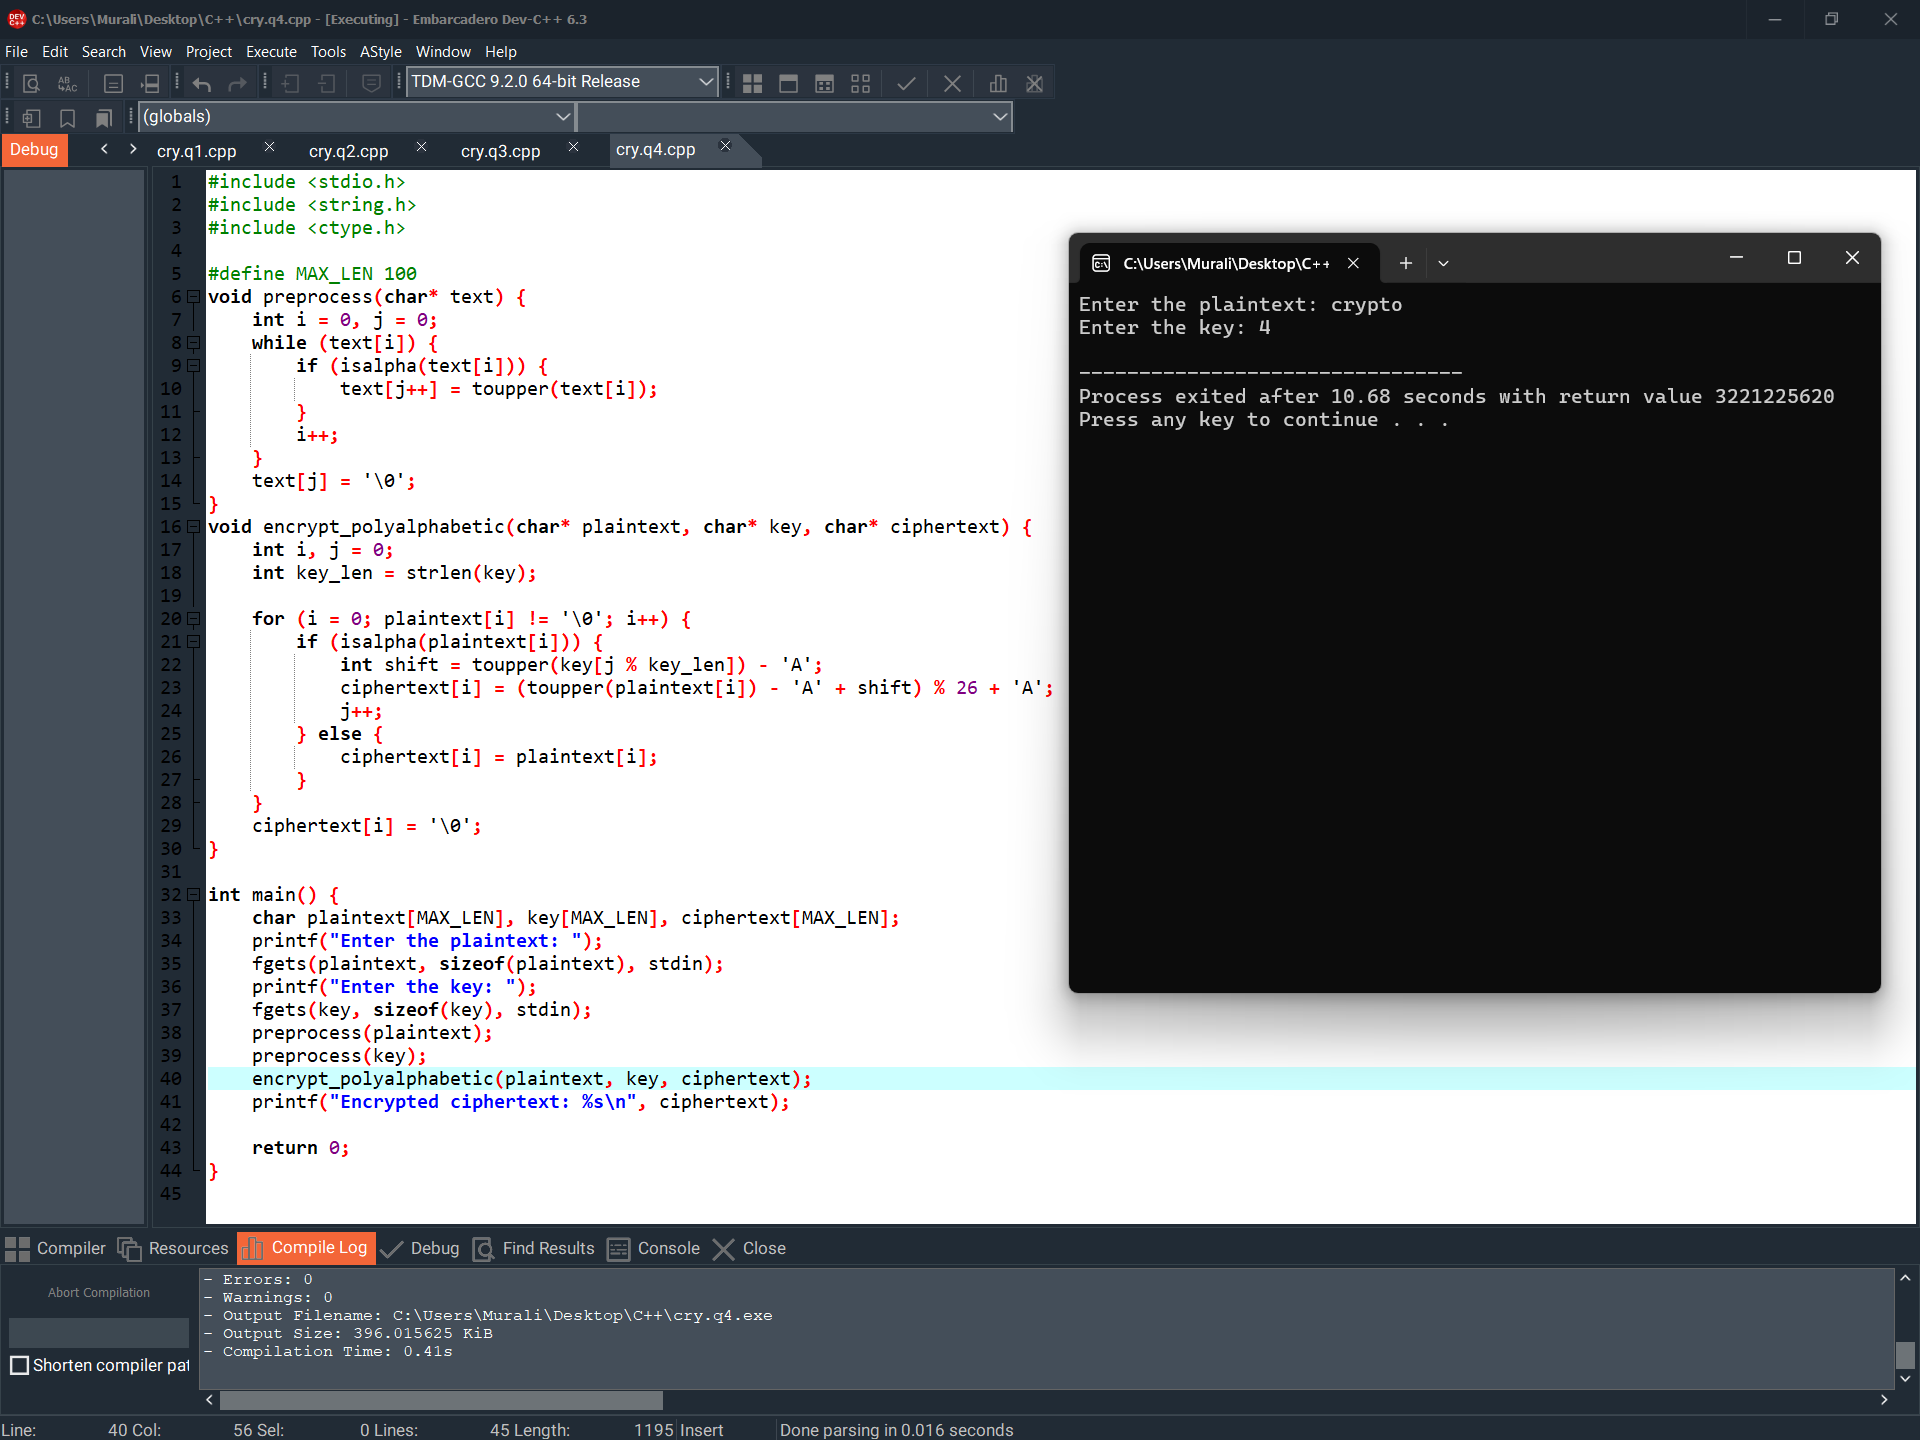 C:\Users\Murali\Desktop\C++\cry.q4.cpp - [Executing] - Embarcadero Dev-C++ 6.3
File Edit Search View Project Execute Tools AStyle Window Help
TDM-GCC 9.2.0 64-bit Release
(globals)
Debug
cry.q1.cpp cry.q2.cpp cry.q3.cpp cry.q4.cpp
1 #include <stdio.h>
2 #include <string.h>
3 #include <ctype.h>
4
5 #define MAX_LEN 100
6 void preprocess(char* text) {
7     int i = 0, j = 0;
8     while (text[i]) {
9         if (isalpha(text[i])) {
10             text[j++] = toupper(text[i]);
11         }
12         i++;
13     }
14     text[j] = '\0';
15 }
16 void encrypt_polyalphabetic(char* plaintext, char* key, char* ciphertext) {
17     int i, j = 0;
18     int key_len = strlen(key);
19
20     for (i = 0; plaintext[i] != '\0'; i++) {
21         if (isalpha(plaintext[i])) {
22             int shift = toupper(key[j % key_len]) - 'A';
23             ciphertext[i] = (toupper(plaintext[i]) - 'A' + shift) % 26 + 'A';
24             j++;
25         } else {
26             ciphertext[i] = plaintext[i];
27         }
28     }
29     ciphertext[i] = '\0';
30 }
31
32 int main() {
33     char plaintext[MAX_LEN], key[MAX_LEN], ciphertext[MAX_LEN];
34     printf("Enter the plaintext: ");
35     fgets(plaintext, sizeof(plaintext), stdin);
36     printf("Enter the key: ");
37     fgets(key, sizeof(key), stdin);
38     preprocess(plaintext);
39     preprocess(key);
40     encrypt_polyalphabetic(plaintext, key, ciphertext);
41     printf("Encrypted ciphertext: %s\n", ciphertext);
42
43     return 0;
44 }
45
C:\Users\Murali\Desktop\C++
Enter the plaintext: crypto
Enter the key: 4
--------------------------------
Process exited after 10.68 seconds with return value 3221225620
Press any key to continue . . .
Compiler Resources Compile Log Debug Find Results Console Close
Abort Compilation
Shorten compiler pat
- Errors: 0
- Warnings: 0
- Output Filename: C:\Users\Murali\Desktop\C++\cry.q4.exe
- Output Size: 396.015625 KiB
- Compilation Time: 0.41s
Line: 40 Col: 56 Sel: 0 Lines: 45 Length: 1195 Insert Done parsing in 0.016 seconds